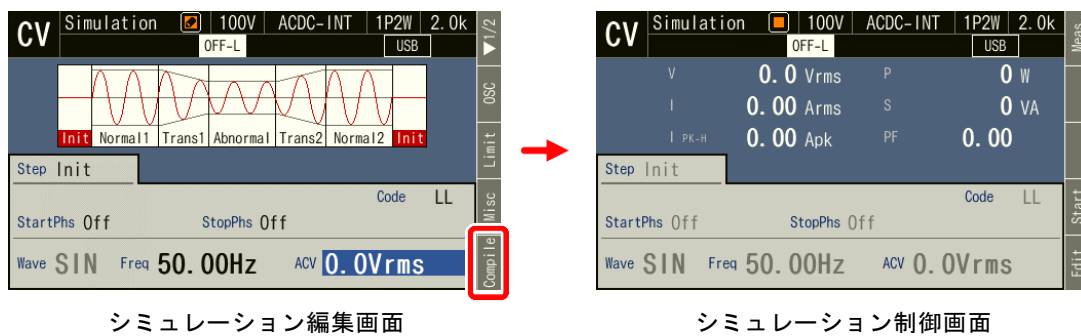 CV Simulation 100V ACDC-INT 1P2W 2.0k ▼1/2
OFF-L USB
OSC
Init Normal1 Trans1 Abnormal Trans2 Normal2 Init
Limit
Step Init
Code LL
Misc
StartPhs Off StopPhs Off
Wave SIN Freq 50.00Hz ACV 0.0Vrms
Compile
シミュレーション編集画面
CV Simulation 100V ACDC-INT 1P2W 2.0k Meas
OFF-L USB
V 0.0 Vrms P 0 W
I 0.00 Arms S 0 VA
I PK-H 0.00 Apk PF 0.00
Step Init
Code LL
Start
StartPhs Off StopPhs Off
Wave SIN Freq 50.00Hz ACV 0.0Vrms
Edit
シミュレーション制御画面